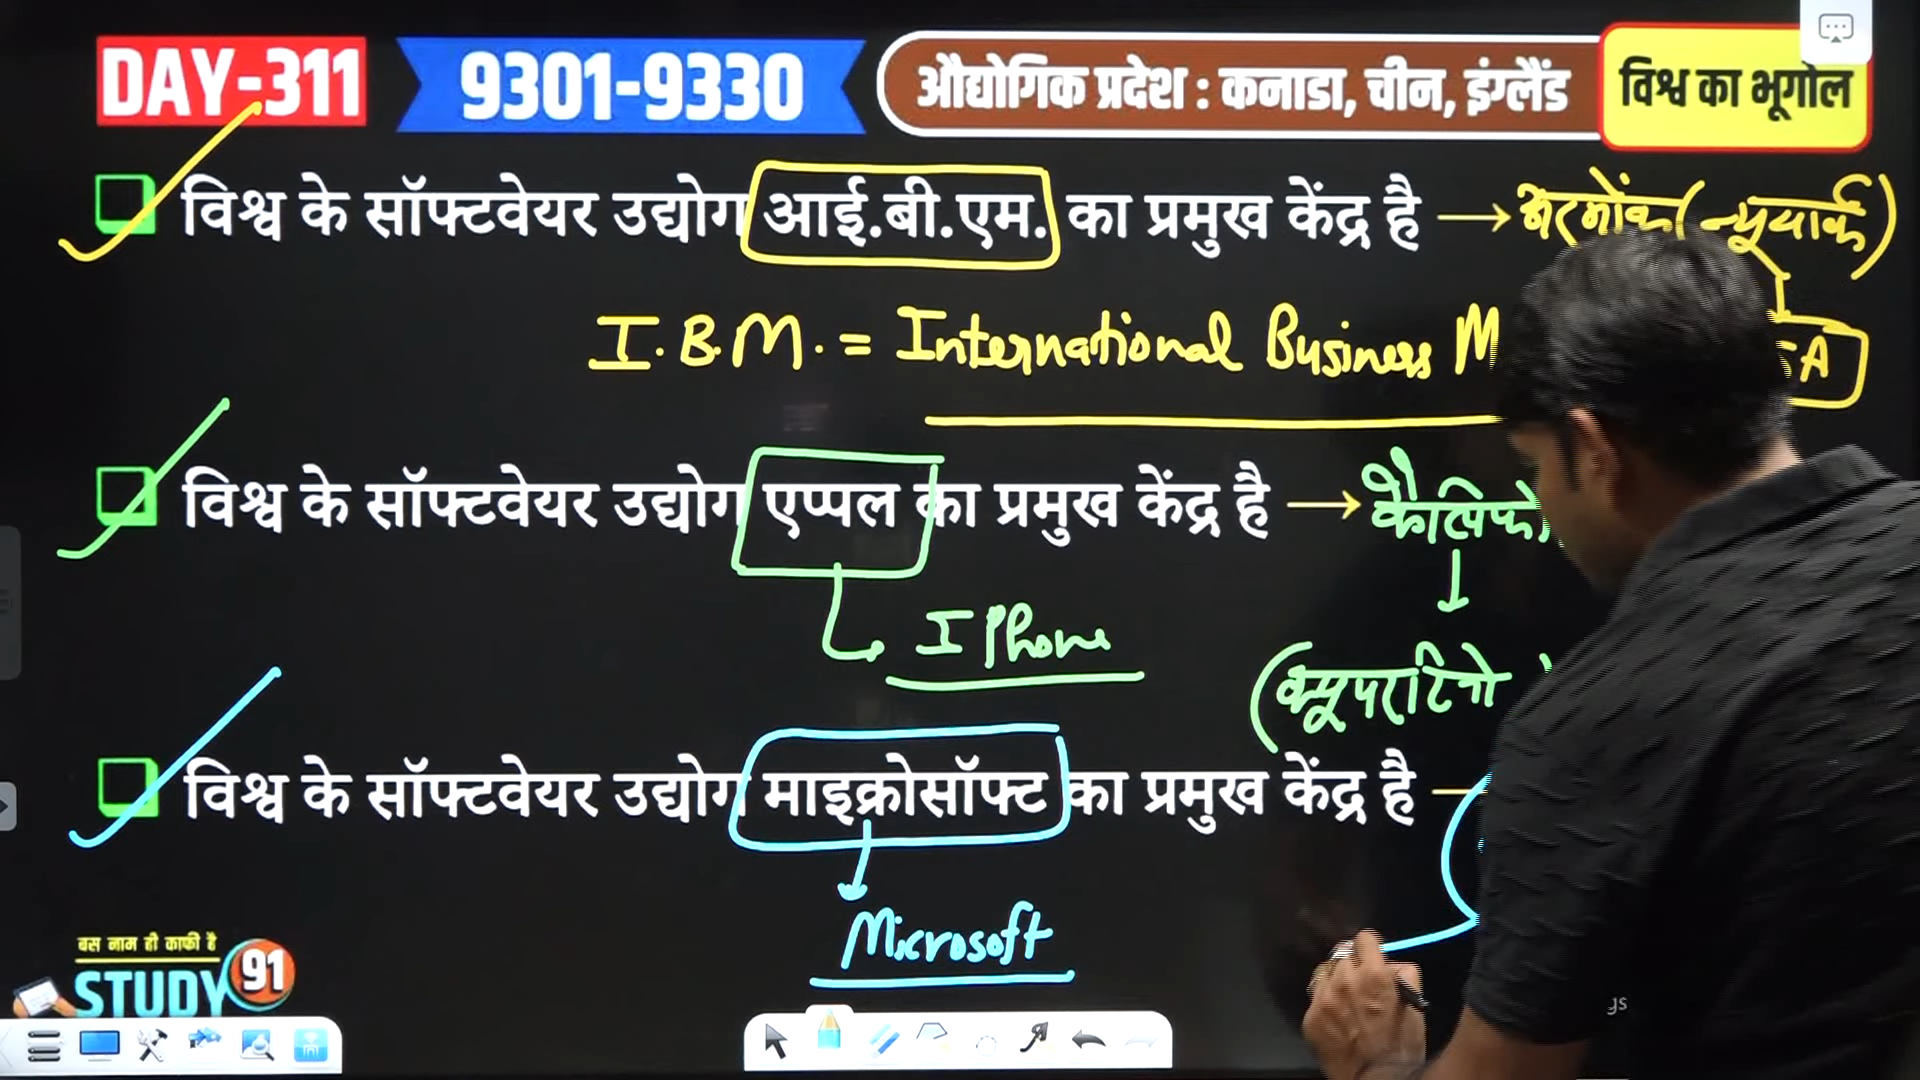 DAY-311 9301-9330 औद्योगिक प्रदेश : कनाडा, चीन, इंग्लैंड विश्व का भूगोल
विश्व के सॉफ्टवेयर उद्योग आई.बी.एम. का प्रमुख केंद्र है → (न्यूयार्क)
I.B.M. = International Business M
विश्व के सॉफ्टवेयर उद्योग एप्पल का प्रमुख केंद्र है → कैलिफो
I Phone
(क्यूपरटिनो
विश्व के सॉफ्टवेयर उद्योग माइक्रोसॉफ्ट का प्रमुख केंद्र है
Microsoft
बस नाम ही काफी है
STUDY 91